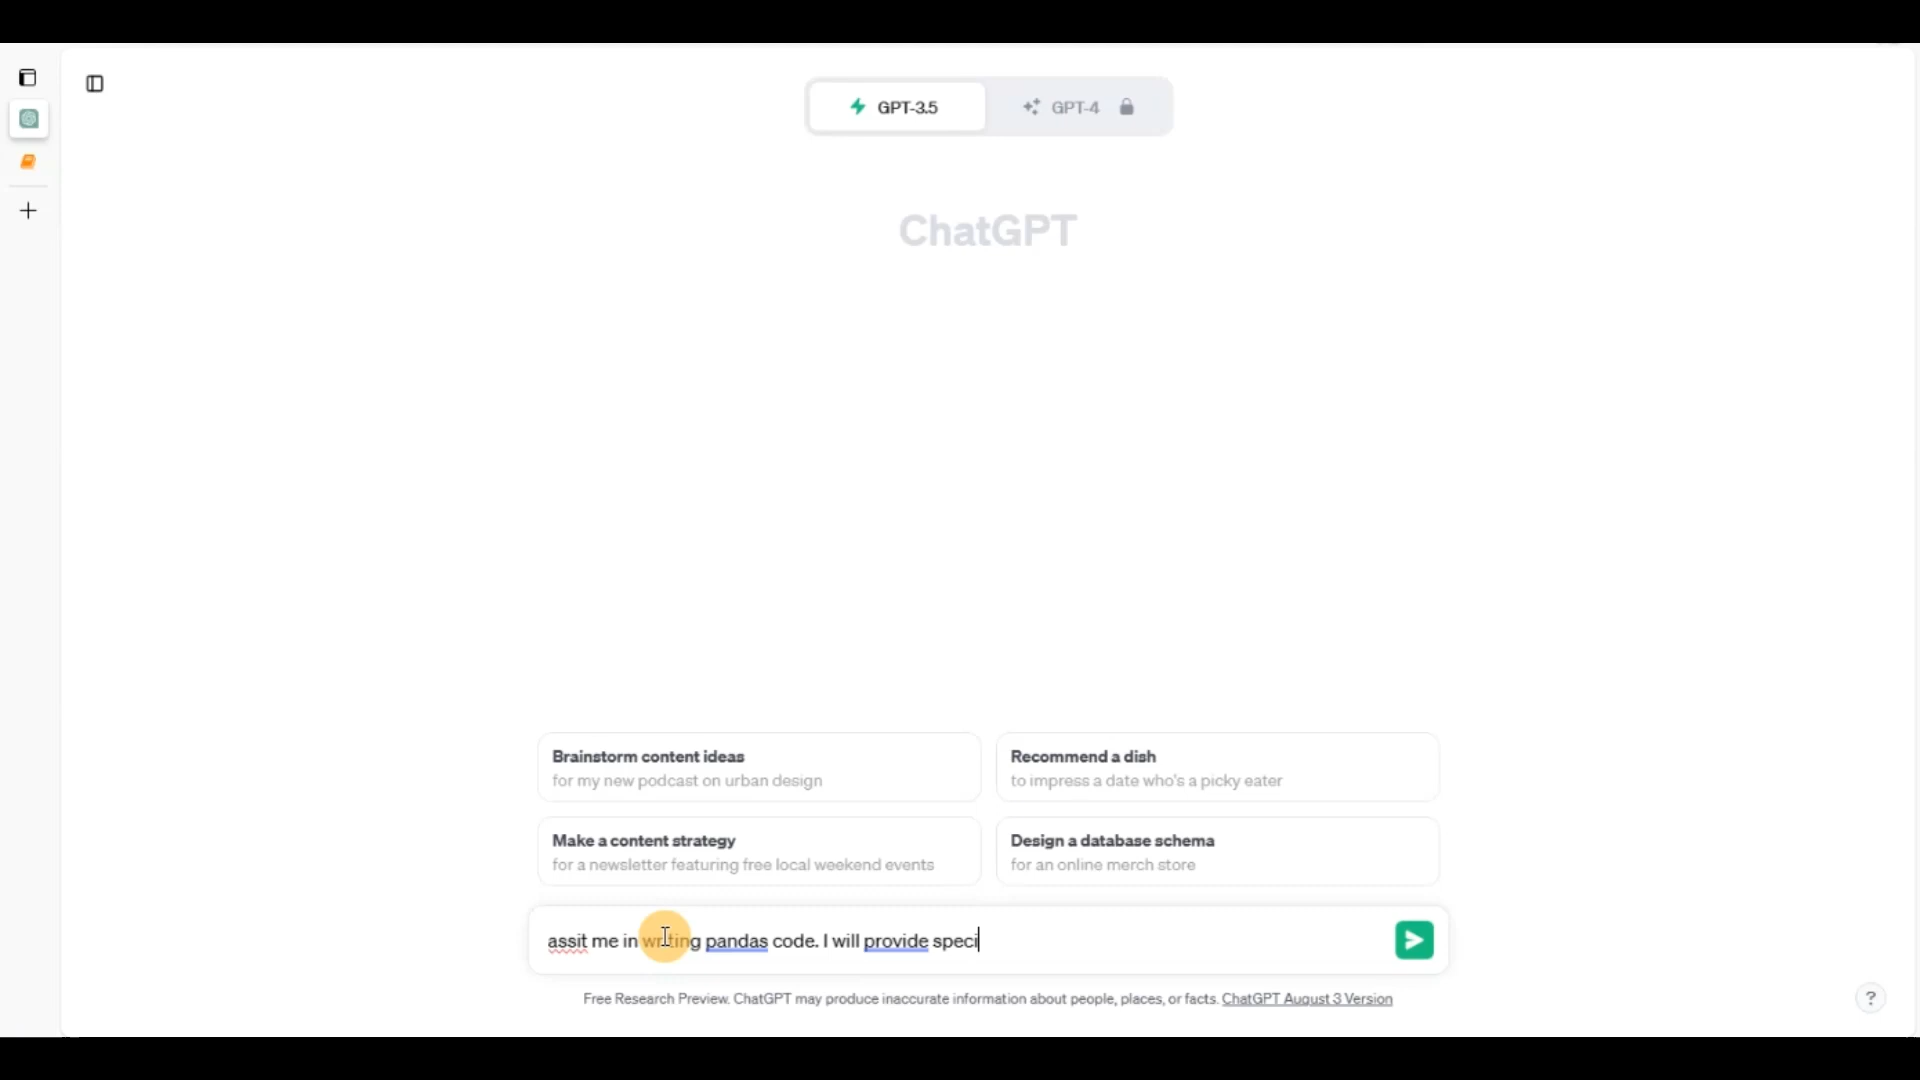 GPT-3.5
GPT-4
ChatGPT
Brainstorm content ideas
for my new podcast on urban design
Recommend a dish
to impress a date who's a picky eater
Make a content strategy
for a newsletter featuring free local weekend events
Design a database schema
for an online merch store
assit me in writing pandas code. I will provide speci
Free Research Preview. ChatGPT may produce inaccurate information about people, places, or facts. ChatGPT August 3 Version
?